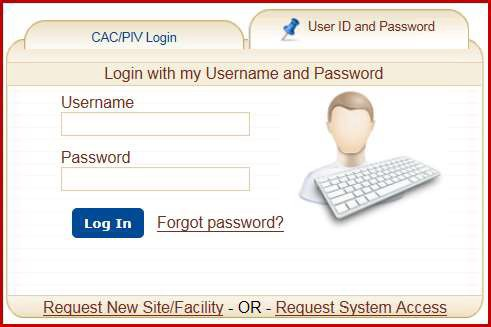 CAC/PIV Login
User ID and Password
Login with my Username and Password
Username
Password
Log In Forgot password?
Request New Site/Facility - OR - Request System Access